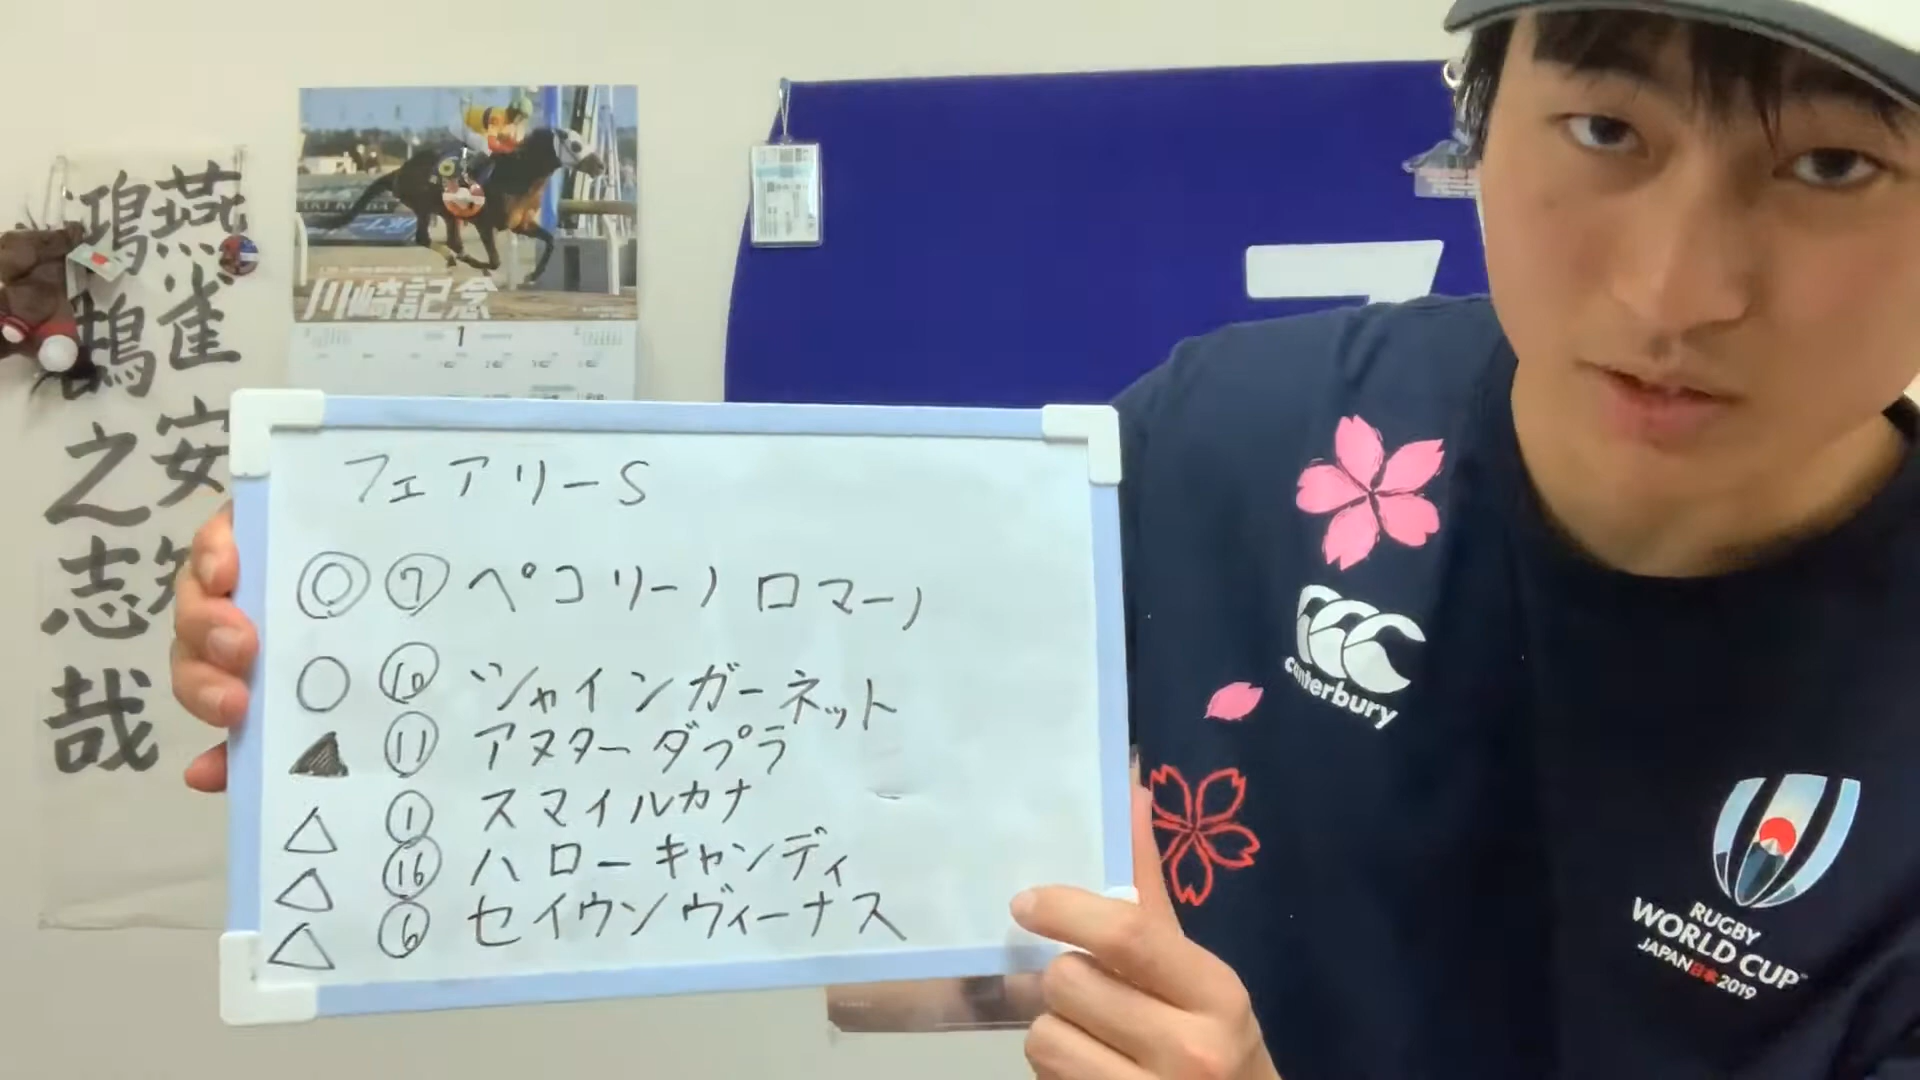 燕雀安
鴻鵠之志哉
川崎記念
1
7
フェアリーS
◎ ⑦ ペコリーノロマーノ
○ ⑩ シャインガーネット
▲ ⑪ アヌラーダプラ
△ ① スマイルカナ
△ ⑯ ハローキャンディ
△ ⑥ セイウンヴィーナス
canterbury
RUGBY
WORLD CUP™
JAPAN日本2019